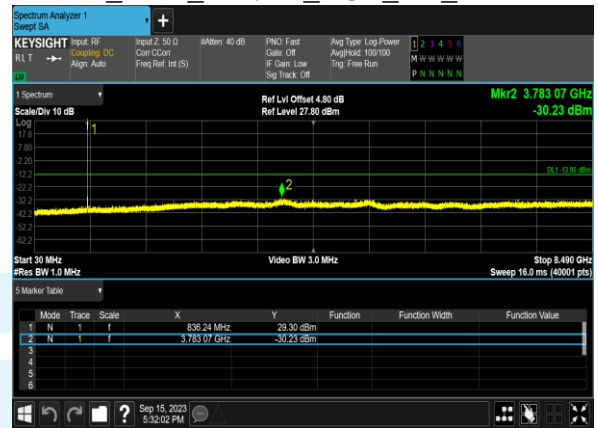 Spectrum Analyzer 1
Swept SA
KEYSIGHT
R L T
LV
Input: RF
Coupling: DC
Align: Auto
Input Z: 50 Ω
Corr CCorr
Freq Ref: Int (S)
#Atten: 40 dB
PNO: Fast
Gate: Off
IF Gain: Low
Sig Track: Off
Avg Type: Log-Power
Avg|Hold: 100/100
Trig: Free Run
1 2 3 4 5 6
M W W W W W
P N N N N N
1 Spectrum
Scale/Div 10 dB
Ref Lvl Offset 4.80 dB
Ref Level 27.80 dBm
Mkr2 3.783 07 GHz
-30.23 dBm
Log
1
17.8
7.80
-2.20
DL1 -13.00 dBm
-12.2
2
-22.2
-32.2
-42.2
-52.2
-62.2
Start 30 MHz
Video BW 3.0 MHz
Stop 8.490 GHz
#Res BW 1.0 MHz
Sweep 16.0 ms (40001 pts)
5 Marker Table
Mode Trace Scale X Y Function Function Width Function Value
1 N 1 f 836.24 MHz 29.30 dBm
2 N 1 f 3.783 07 GHz -30.23 dBm
3
4
5
6
?
Sep 15, 2023
5:32:02 PM